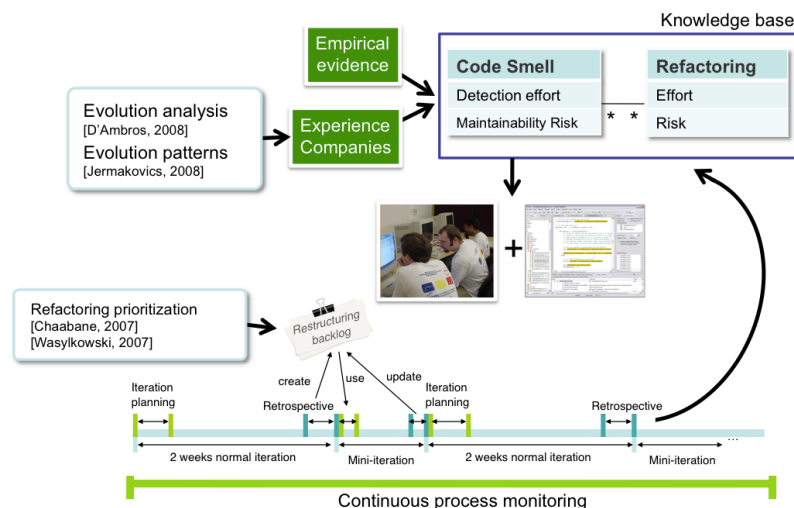 Knowledge base
Empirical
evidence
Code Smell
Refactoring
Detection effort
Effort
Maintainability Risk
* *
Risk
Evolution analysis
[D'Ambros, 2008]
Evolution patterns
[Jermakovics, 2008]
Experience
Companies
+
Refactoring prioritization
[Chaabane, 2007]
[Wasylkowski, 2007]
Restructuring
backlog
create
use
update
Iteration
planning
Retrospective
Iteration
planning
Retrospective
2 weeks normal iteration
Mini-iteration
2 weeks normal iteration
Mini-iteration
...
Continuous process monitoring